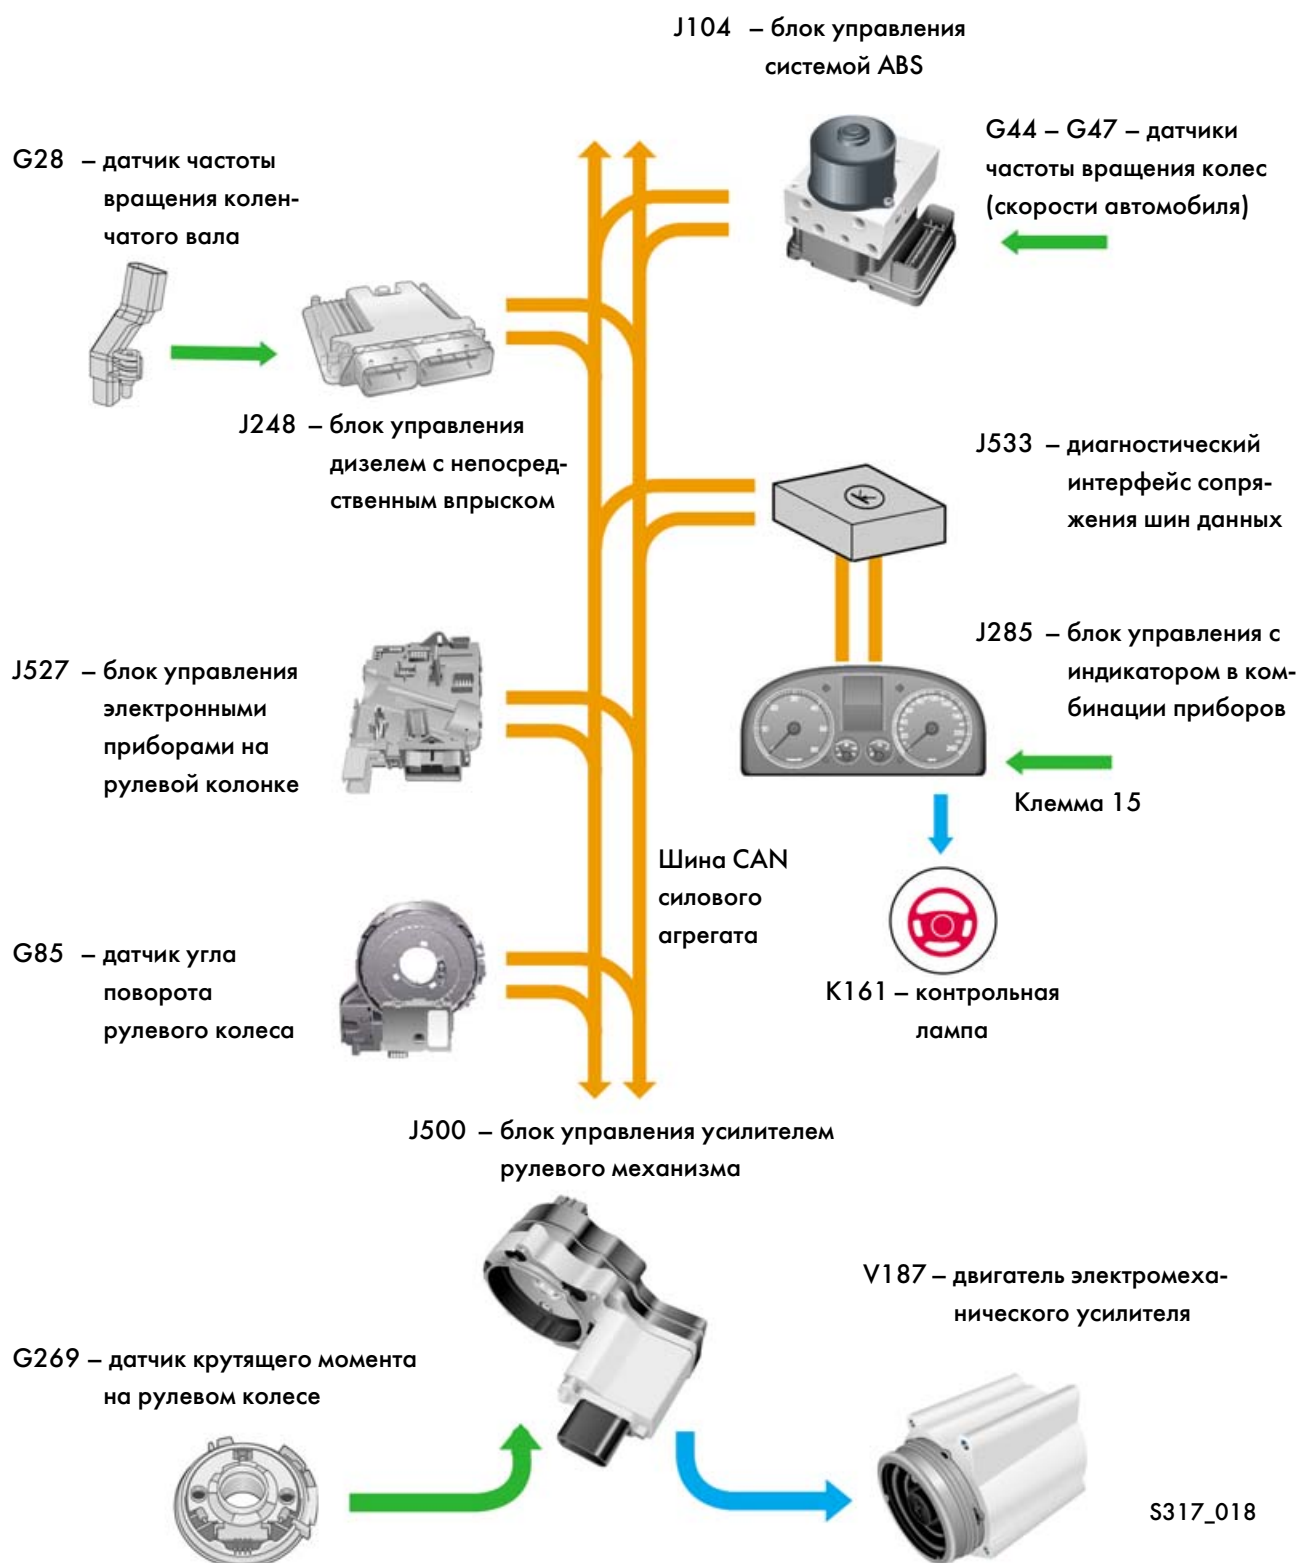 J104 – блок управления
системой ABS
G28 – датчик частоты
вращения колен-
чатого вала
G44 – G47 – датчики
частоты вращения колес
(скорости автомобиля)
J248 – блок управления
дизелем с непосред-
ственным впрыском
J533 – диагностический
интерфейс сопря-
жения шин данных
J527 – блок управления
электронными
приборами на
рулевой колонке
J285 – блок управления с
индикатором в ком-
бинации приборов
Клемма 15
Шина CAN
силового
агрегата
G85 – датчик угла
поворота
рулевого колеса
K161 – контрольная
лампа
J500 – блок управления усилителем
рулевого механизма
V187 – двигатель электромеха-
нического усилителя
G269 – датчик крутящего момента
на рулевом колесе
S317_018